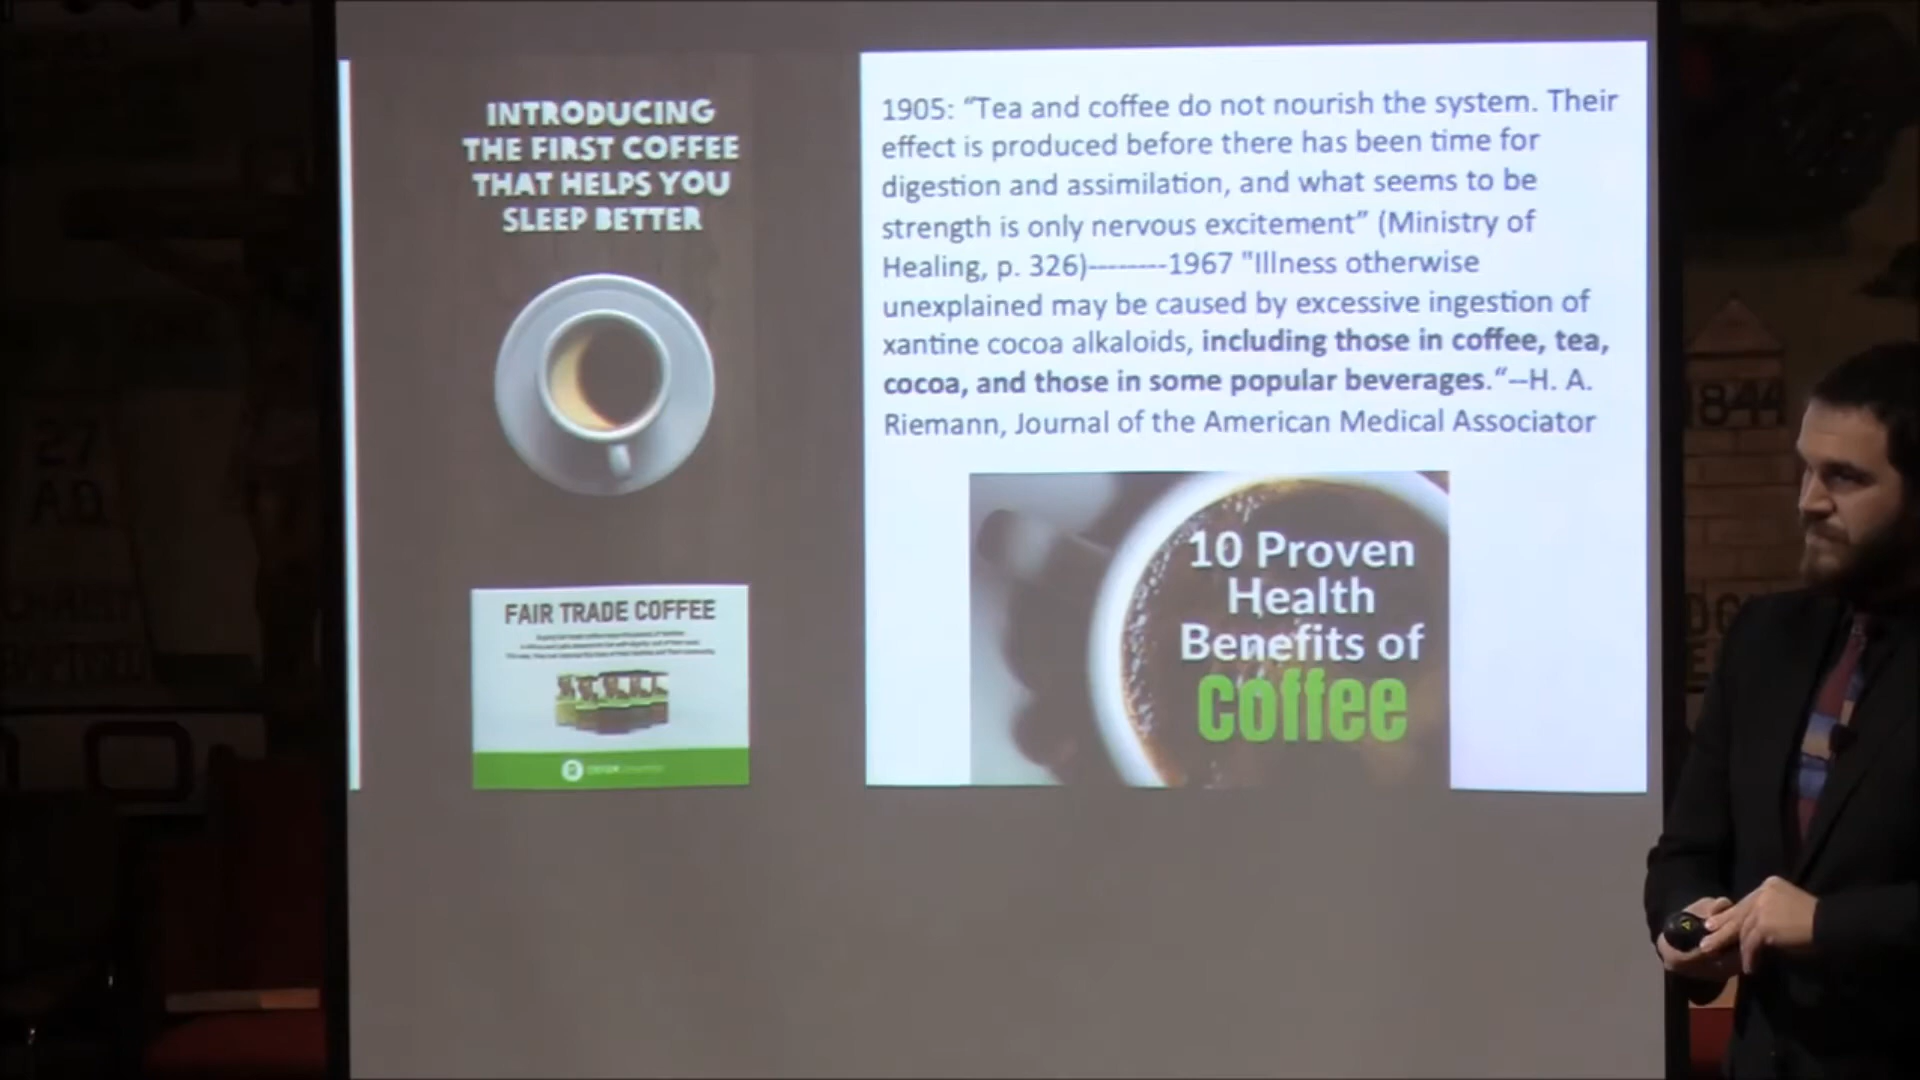 INTRODUCING
THE FIRST COFFEE
THAT HELPS YOU
SLEEP BETTER
FAIR TRADE COFFEE
1905: “Tea and coffee do not nourish the system. Their
effect is produced before there has been time for
digestion and assimilation, and what seems to be
strength is only nervous excitement” (Ministry of
Healing, p. 326)--------1967 "Illness otherwise
unexplained may be caused by excessive ingestion of
xantine cocoa alkaloids, including those in coffee, tea,
cocoa, and those in some popular beverages.“--H. A.
Riemann, Journal of the American Medical Associator
10 Proven
Health
Benefits of
Coffee
27
A.D.
CHRIST
BAPTIZED
1844